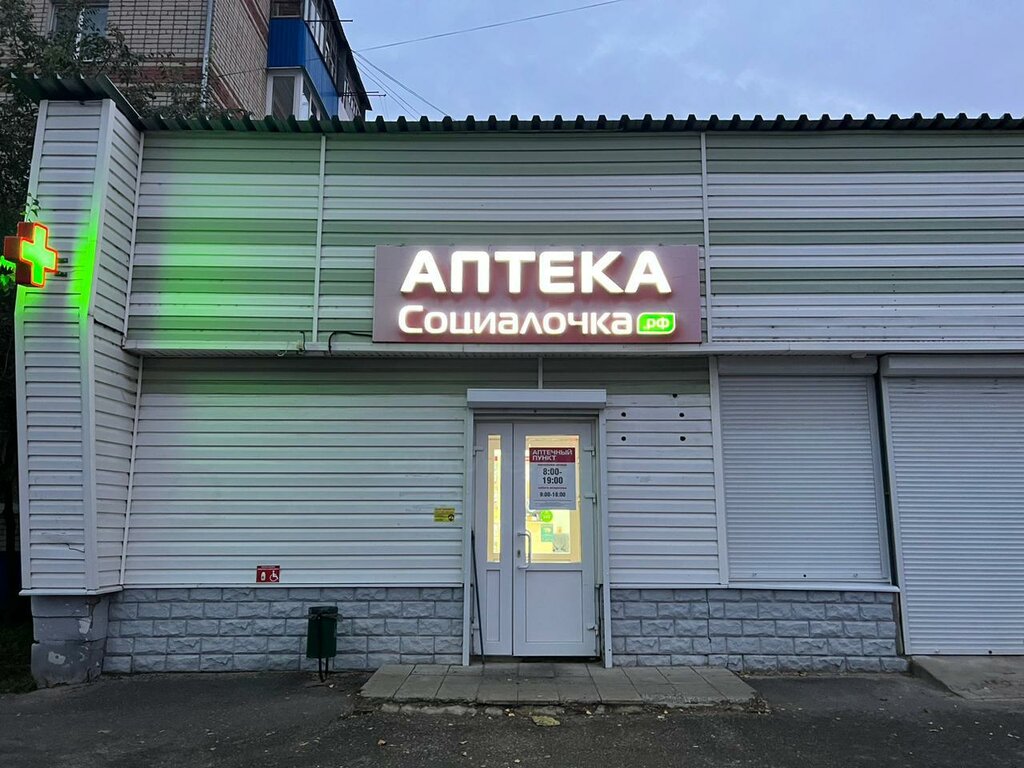 АПТЕКА
Социалочка.рф
АПТЕЧНЫЙ
ПУНКТ
8:00-
19:00
9:00-18:00